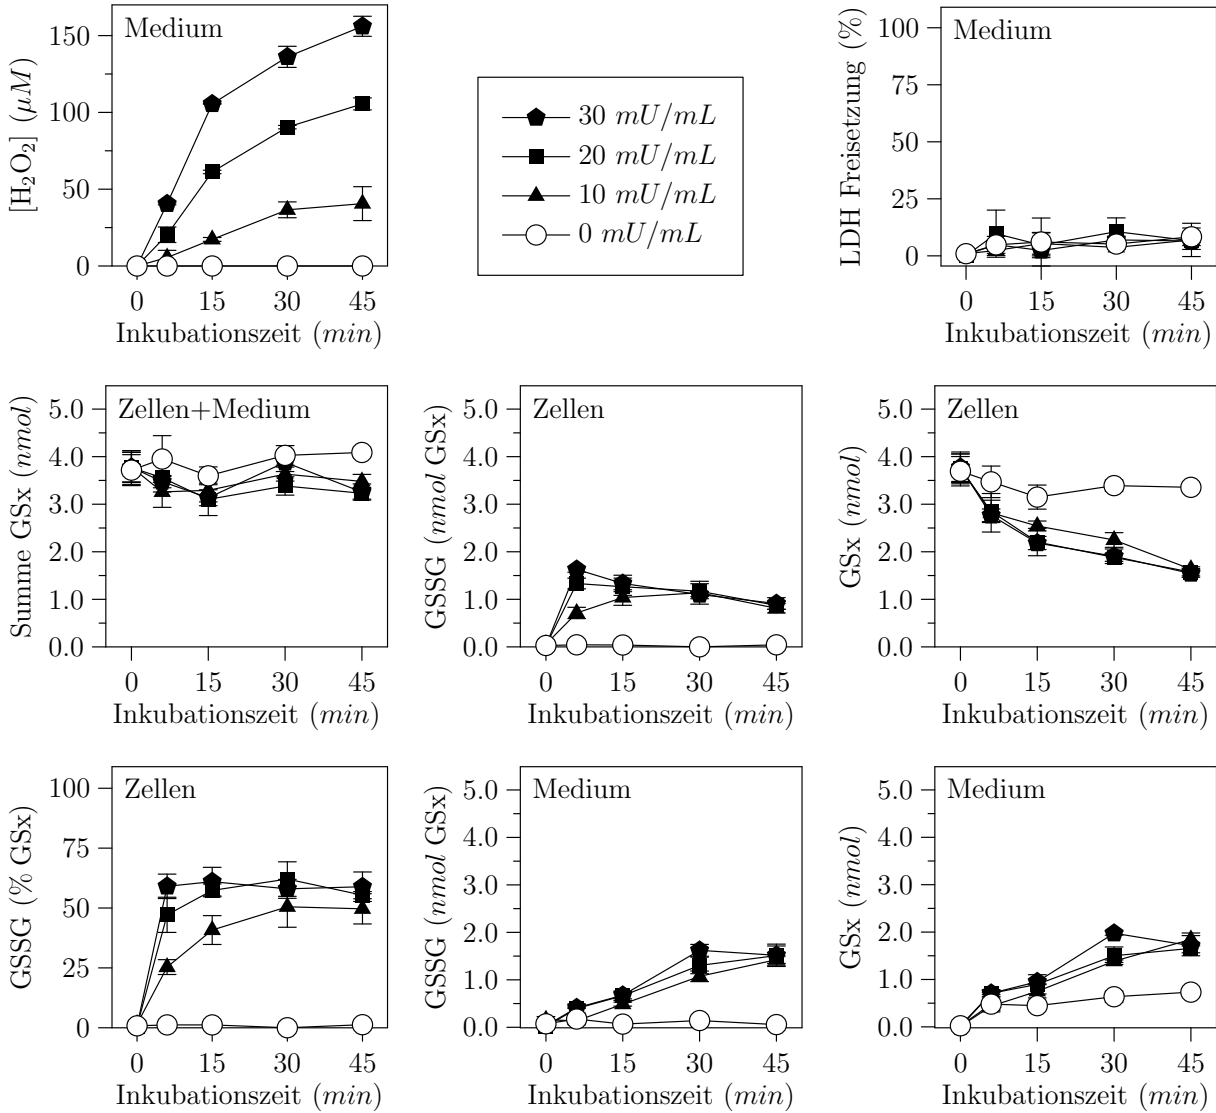 Medium
[H₂O₂] (μM)
150
100
50
0
0 15 30 45
Inkubationszeit (min)
30 mU/mL
20 mU/mL
10 mU/mL
0 mU/mL
Medium
LDH Freisetzung (%)
100
75
50
25
0
0 15 30 45
Inkubationszeit (min)
Zellen+Medium
Summe GSx (nmol)
5.0
4.0
3.0
2.0
1.0
0.0
0 15 30 45
Inkubationszeit (min)
Zellen
GSSG (nmol GSx)
5.0
4.0
3.0
2.0
1.0
0.0
0 15 30 45
Inkubationszeit (min)
Zellen
GSx (nmol)
5.0
4.0
3.0
2.0
1.0
0.0
0 15 30 45
Inkubationszeit (min)
Zellen
GSSG (% GSx)
100
75
50
25
0
0 15 30 45
Inkubationszeit (min)
Medium
GSSG (nmol GSx)
5.0
4.0
3.0
2.0
1.0
0.0
0 15 30 45
Inkubationszeit (min)
Medium
GSx (nmol)
5.0
4.0
3.0
2.0
1.0
0.0
0 15 30 45
Inkubationszeit (min)